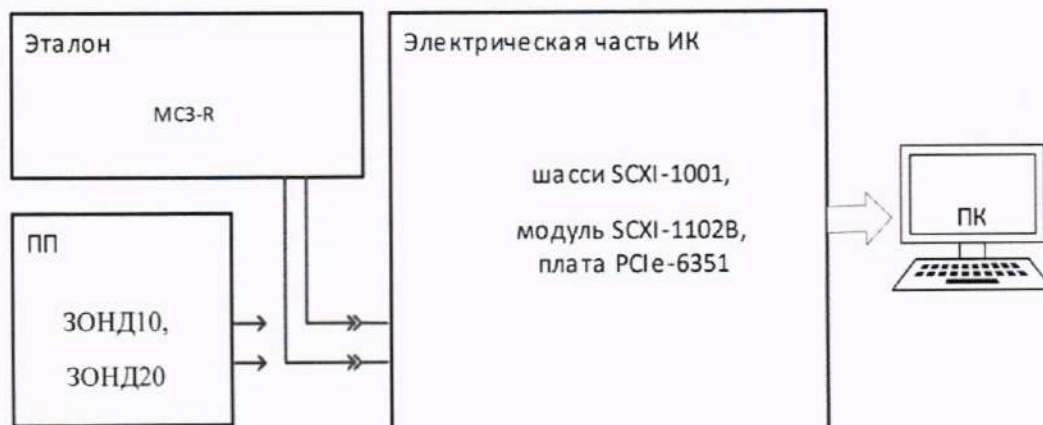 Эталон
МС3-R
Электрическая часть ИК
шасси SCXI-1001,
модуль SCXI-1102B,
плата PCIe-6351
ПК
ПП
ЗОНД10,
ЗОНД20